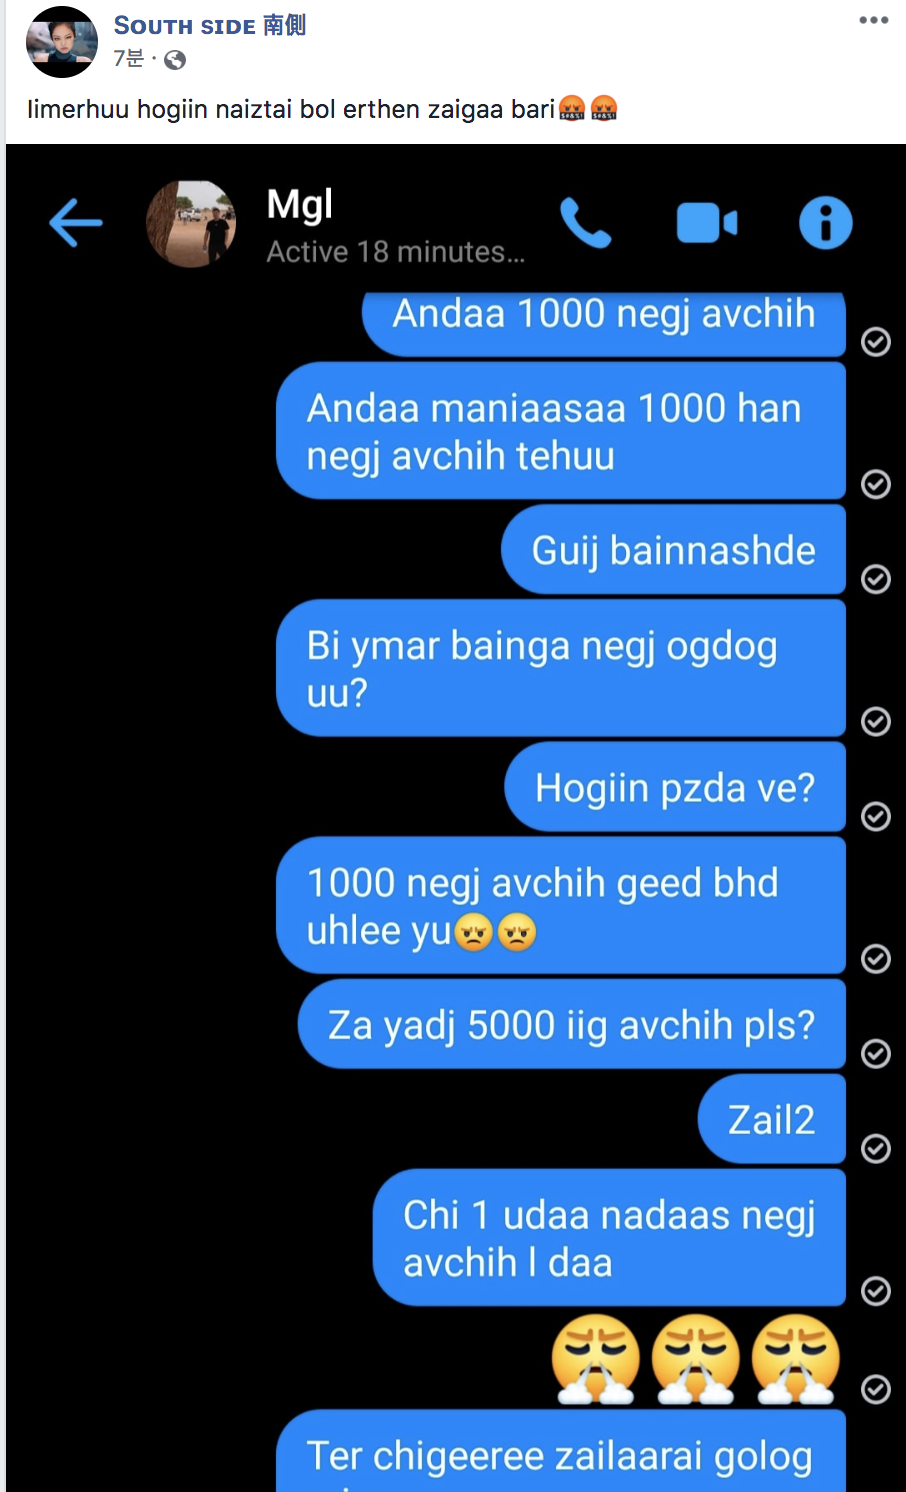 South side 南側
7분 ·
Iimerhuu hogiin naiztai bol erthen zaigaa bari🤬🤬
Mgl
Active 18 minutes...
Andaa 1000 negj avchih
Andaa maniaasaa 1000 han
negj avchih tehuu
Guij bainnashde
Bi ymar bainga negj ogdog
uu?
Hogiin pzda ve?
1000 negj avchih geed bhd
uhlee yu😠😠
Za yadj 5000 iig avchih pls?
Zail2
Chi 1 udaa nadaas negj
avchih l daa
😤😤😤
Ter chigeeree zailaarai golog